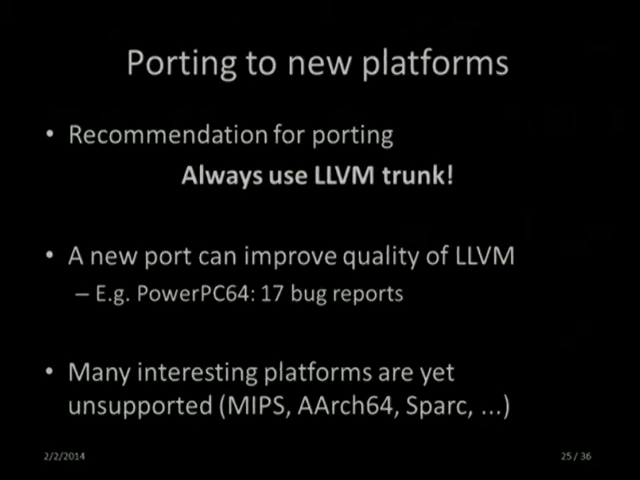 Porting to new platforms
• Recommendation for porting
Always use LLVM trunk!
• A new port can improve quality of LLVM
– E.g. PowerPC64: 17 bug reports
• Many interesting platforms are yet
unsupported (MIPS, AArch64, Sparc, ...)
2/2/2014
25 / 36